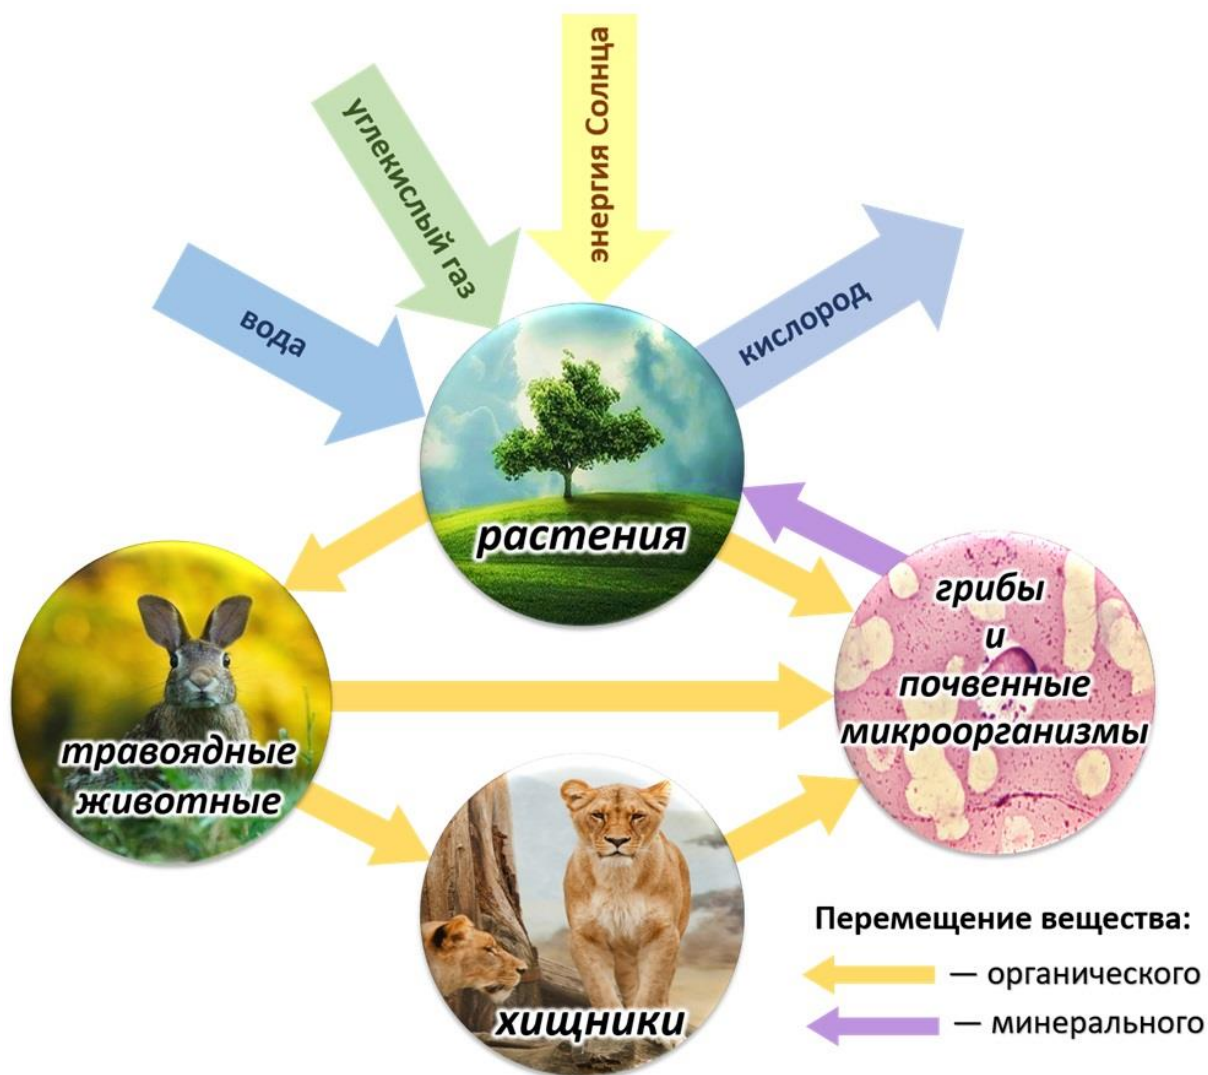 энергия Солнца
углекислый газ
вода
кислород
растения
грибы
и
почвенные
микроорганизмы
травоядные
животные
хищники
Перемещение вещества:
— органического
— минерального